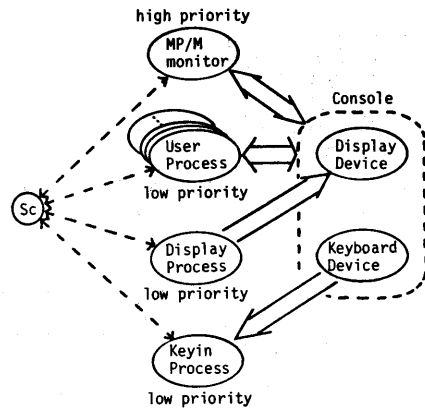 high priority
MP/M
monitor
Console
User
Process
Display
Device
low priority
Sc
Display
Process
Keyboard
Device
low priority
Keyin
Process
low priority